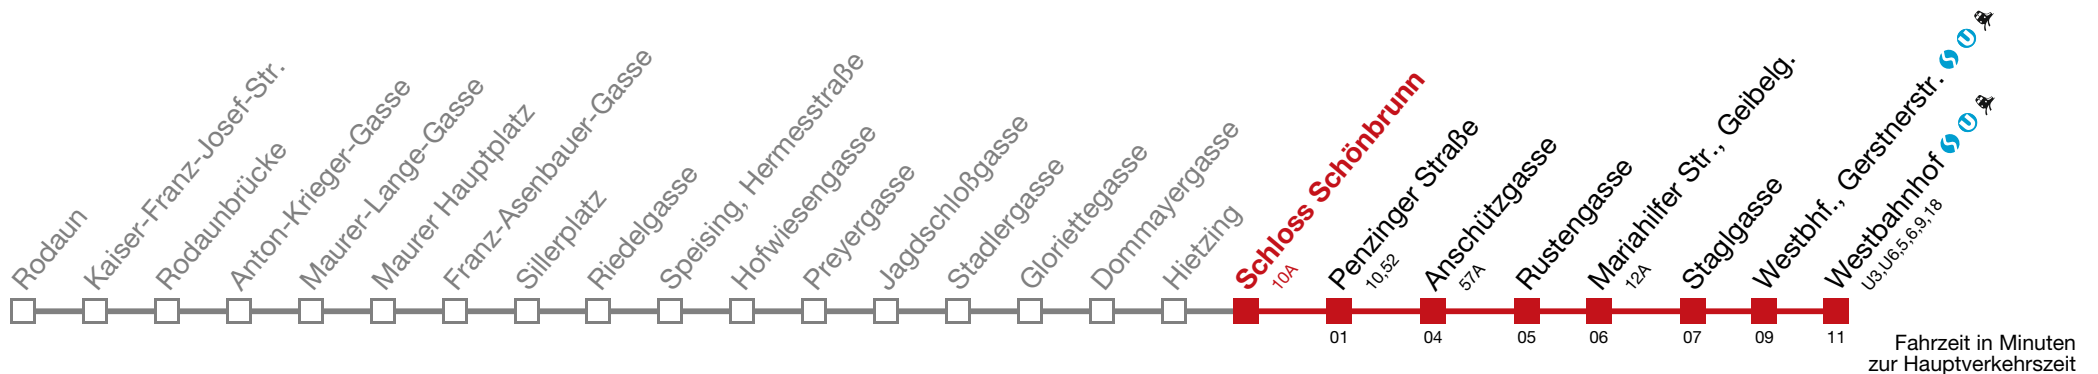 Rodaun
Kaiser-Franz-Josef-Str.
Rodaunbrücke
Anton-Krieger-Gasse
Maurer-Lange-Gasse
Maurer Hauptplatz
Franz-Asenbauer-Gasse
Sillerplatz
Riedelgasse
Speising, Hermesstraße
Hofwiesengasse
Preyergasse
Jagdschloßgasse
Stadlergasse
Gloriettegasse
Dommayergasse
Hietzing
Schloss Schönbrunn
10A
Penzinger Straße
10,52
Anschützgasse
57A
Rustengasse
Mariahilfer Str., Geibelg.
12A
Staglgasse
Westbhf., Gerstnerstr. S U
Westbahnhof S U
U3,U6,5,6,9,18
01 04 05 06 07 09 11
Fahrzeit in Minuten
zur Hauptverkehrszeit